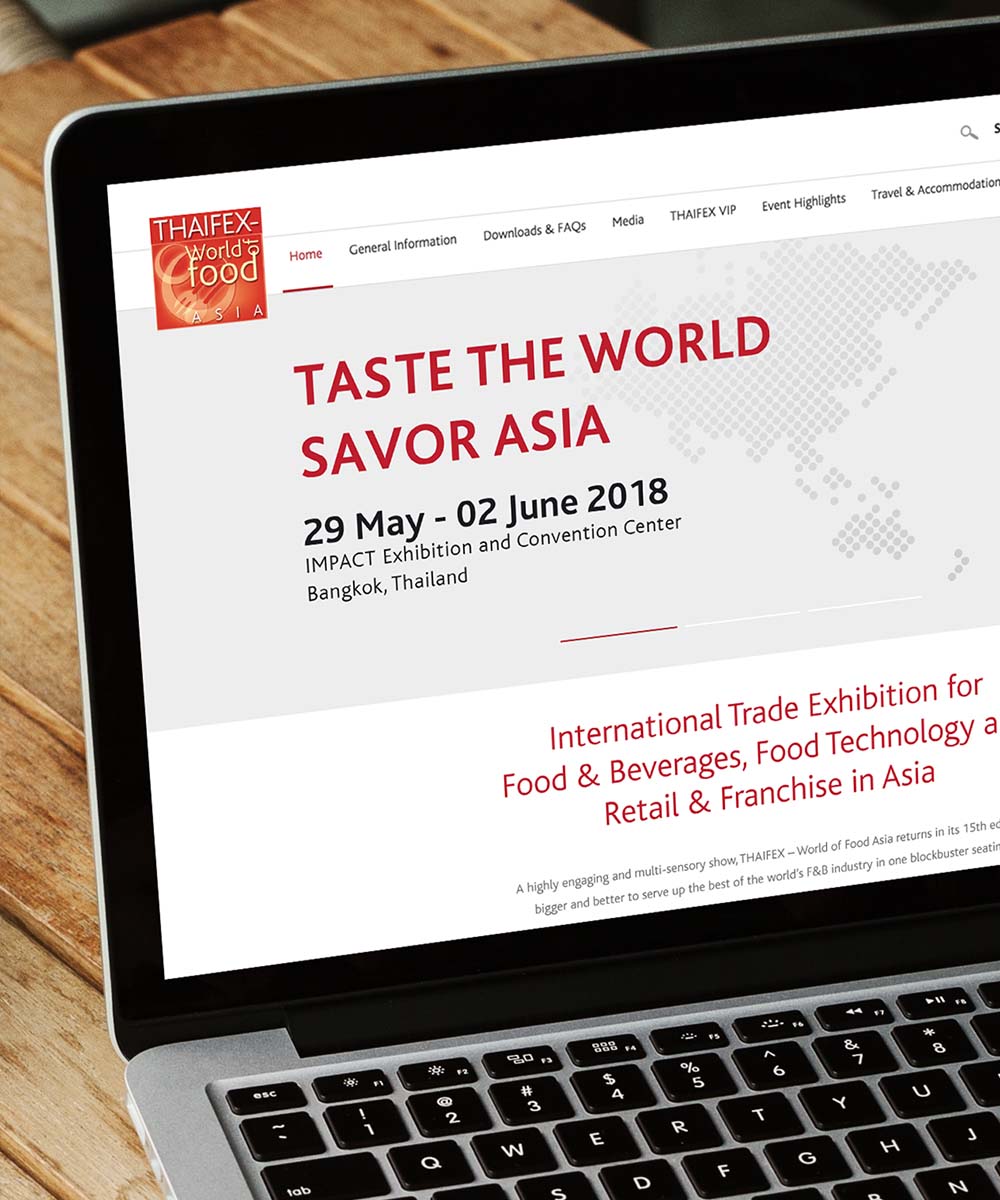 S
THAIFEX-
World of
food
ASIA
Home
General Information
Downloads & FAQs
Media
THAIFEX VIP
Event Highlights
Travel & Accommodation
TASTE THE WORLD
SAVOR ASIA
29 May - 02 June 2018
IMPACT Exhibition and Convention Center
Bangkok, Thailand
International Trade Exhibition for
Food & Beverages, Food Technology a
Retail & Franchise in Asia
A highly engaging and multi-sensory show, THAIFEX – World of Food Asia returns in its 15th ed
bigger and better to serve up the best of the world's F&B industry in one blockbuster seatin
esc F1 F2 F3 F4 F5 F6 F7 F8
~ ! @ # $ % ^ & *
` 1 2 3 4 5 6 7 8
tab Q W E R T Y U
S D F G H J
B N